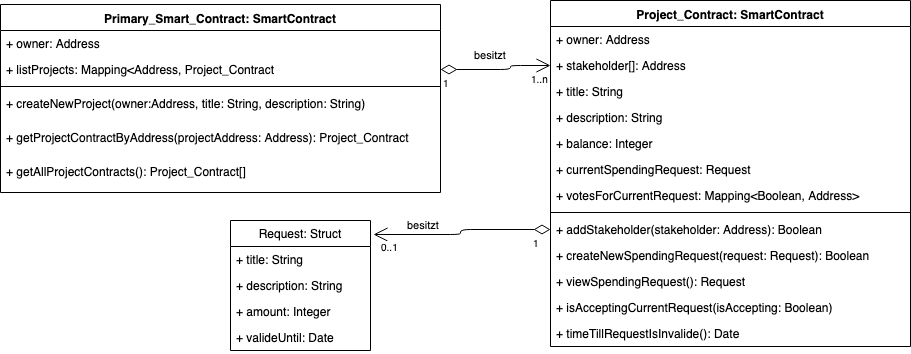 Primary_Smart_Contract: SmartContract
+ owner: Address
+ listProjects: Mapping<Address, Project_Contract
+ createNewProject(owner:Address, title: String, description: String)
+ getProjectContractByAddress(projectAddress: Address): Project_Contract
+ getAllProjectContracts(): Project_Contract[]
besitzt
1
1..n
Project_Contract: SmartContract
+ owner: Address
+ stakeholder[]: Address
+ title: String
+ description: String
+ balance: Integer
+ currentSpendingRequest: Request
+ votesForCurrentRequest: Mapping<Boolean, Address>
+ addStakeholder(stakeholder: Address): Boolean
+ createNewSpendingRequest(request: Request): Boolean
+ viewSpendingRequest(): Request
+ isAcceptingCurrentRequest(isAccepting: Boolean)
+ timeTillRequestIsInvalide(): Date
besitzt
0..1
1
Request: Struct
+ title: String
+ description: String
+ amount: Integer
+ valideUntil: Date